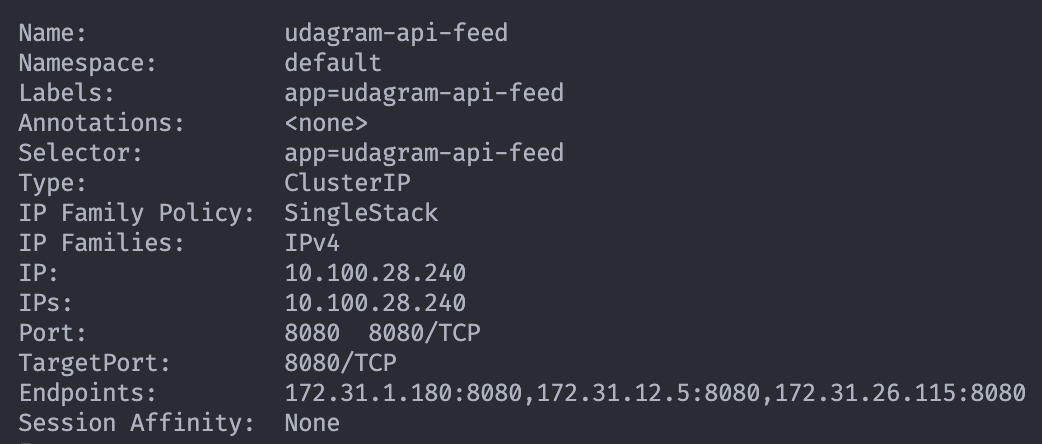 Name: udagram-api-feed
Namespace: default
Labels: app=udagram-api-feed
Annotations: <none>
Selector: app=udagram-api-feed
Type: ClusterIP
IP Family Policy: SingleStack
IP Families: IPv4
IP: 10.100.28.240
IPs: 10.100.28.240
Port: 8080 8080/TCP
TargetPort: 8080/TCP
Endpoints: 172.31.1.180:8080,172.31.12.5:8080,172.31.26.115:8080
Session Affinity: None